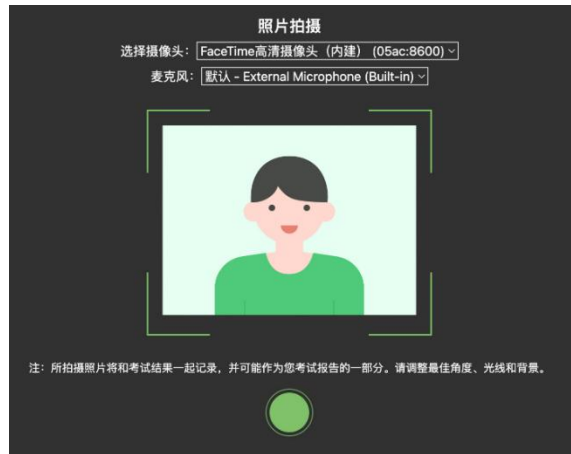 照片拍摄
选择摄像头： FaceTime高清摄像头（内建） (05ac:8600)
麦克风： 默认 - External Microphone (Built-in)
注：所拍摄照片将和考试结果一起记录，并可能作为您考试报告的一部分。请调整最佳角度、光线和背景。